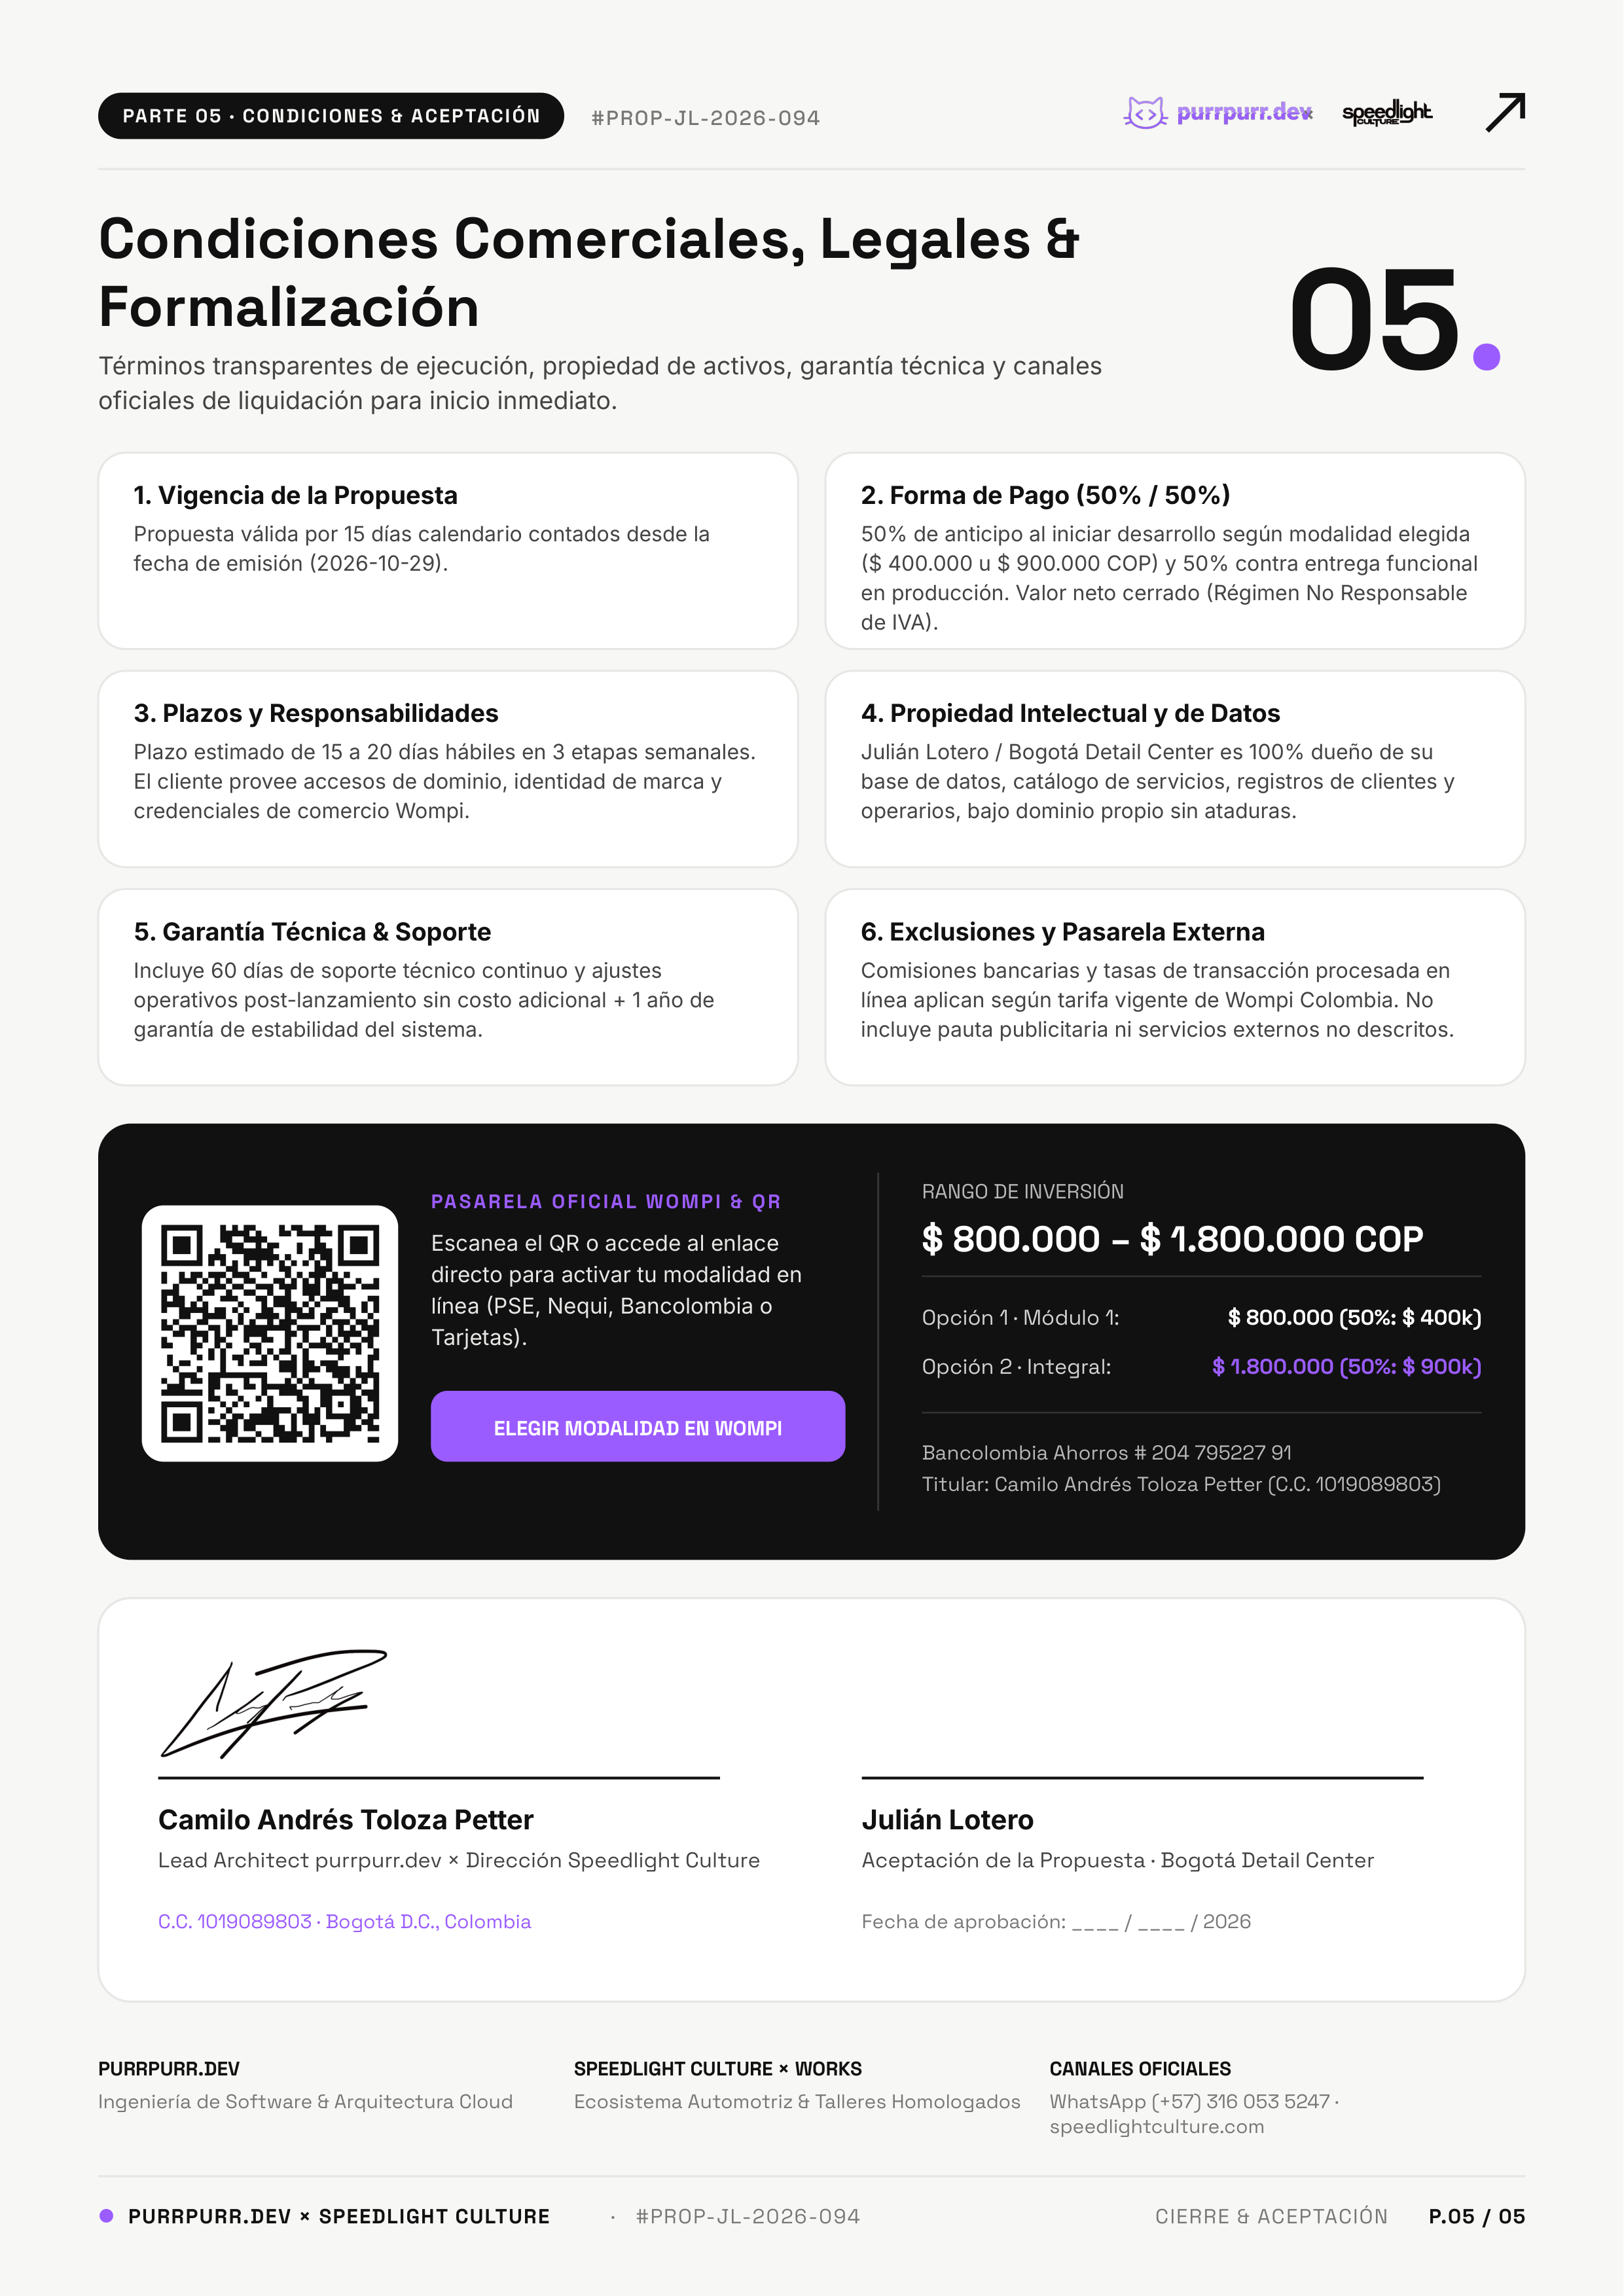 PARTE 05 · CONDICIONES & ACEPTACIÓN
#PROP-JL-2026-094
purrpurr.dev
speedlight
CULTURE
Condiciones Comerciales, Legales &
Formalización
05.
Términos transparentes de ejecución, propiedad de activos, garantía técnica y canales
oficiales de liquidación para inicio inmediato.
1. Vigencia de la Propuesta
Propuesta válida por 15 días calendario contados desde la
fecha de emisión (2026-10-29).
2. Forma de Pago (50% / 50%)
50% de anticipo al iniciar desarrollo según modalidad elegida
($ 400.000 u $ 900.000 COP) y 50% contra entrega funcional
en producción. Valor neto cerrado (Régimen No Responsable
de IVA).
3. Plazos y Responsabilidades
Plazo estimado de 15 a 20 días hábiles en 3 etapas semanales.
El cliente provee accesos de dominio, identidad de marca y
credenciales de comercio Wompi.
4. Propiedad Intelectual y de Datos
Julián Lotero / Bogotá Detail Center es 100% dueño de su
base de datos, catálogo de servicios, registros de clientes y
operarios, bajo dominio propio sin ataduras.
5. Garantía Técnica & Soporte
Incluye 60 días de soporte técnico continuo y ajustes
operativos post-lanzamiento sin costo adicional + 1 año de
garantía de estabilidad del sistema.
6. Exclusiones y Pasarela Externa
Comisiones bancarias y tasas de transacción procesada en
línea aplican según tarifa vigente de Wompi Colombia. No
incluye pauta publicitaria ni servicios externos no descritos.
PASARELA OFICIAL WOMPI & QR
Escanea el QR o accede al enlace
directo para activar tu modalidad en
línea (PSE, Nequi, Bancolombia o
Tarjetas).
ELEGIR MODALIDAD EN WOMPI
RANGO DE INVERSIÓN
$ 800.000 – $ 1.800.000 COP
Opción 1 · Módulo 1: $ 800.000 (50%: $ 400k)
Opción 2 · Integral: $ 1.800.000 (50%: $ 900k)
Bancolombia Ahorros # 204 795227 91
Titular: Camilo Andrés Toloza Petter (C.C. 1019089803)
Camilo Andrés Toloza Petter
Lead Architect purrpurr.dev × Dirección Speedlight Culture
C.C. 1019089803 · Bogotá D.C., Colombia
Julián Lotero
Aceptación de la Propuesta · Bogotá Detail Center
Fecha de aprobación: ____ / ____ / 2026
PURRPURR.DEV
Ingeniería de Software & Arquitectura Cloud
SPEEDLIGHT CULTURE × WORKS
Ecosistema Automotriz & Talleres Homologados
CANALES OFICIALES
WhatsApp (+57) 316 053 5247 ·
speedlightculture.com
PURRPURR.DEV × SPEEDLIGHT CULTURE · #PROP-JL-2026-094
CIERRE & ACEPTACIÓN P.05 / 05